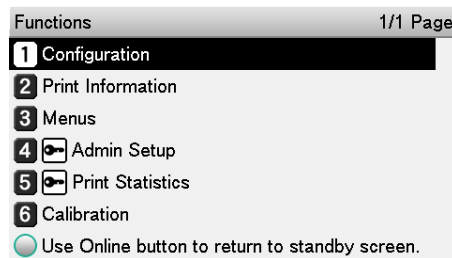 Functions 1/1 Page
1 Configuration
2 Print Information
3 Menus
4 Admin Setup
5 Print Statistics
6 Calibration
Use Online button to return to standby screen.